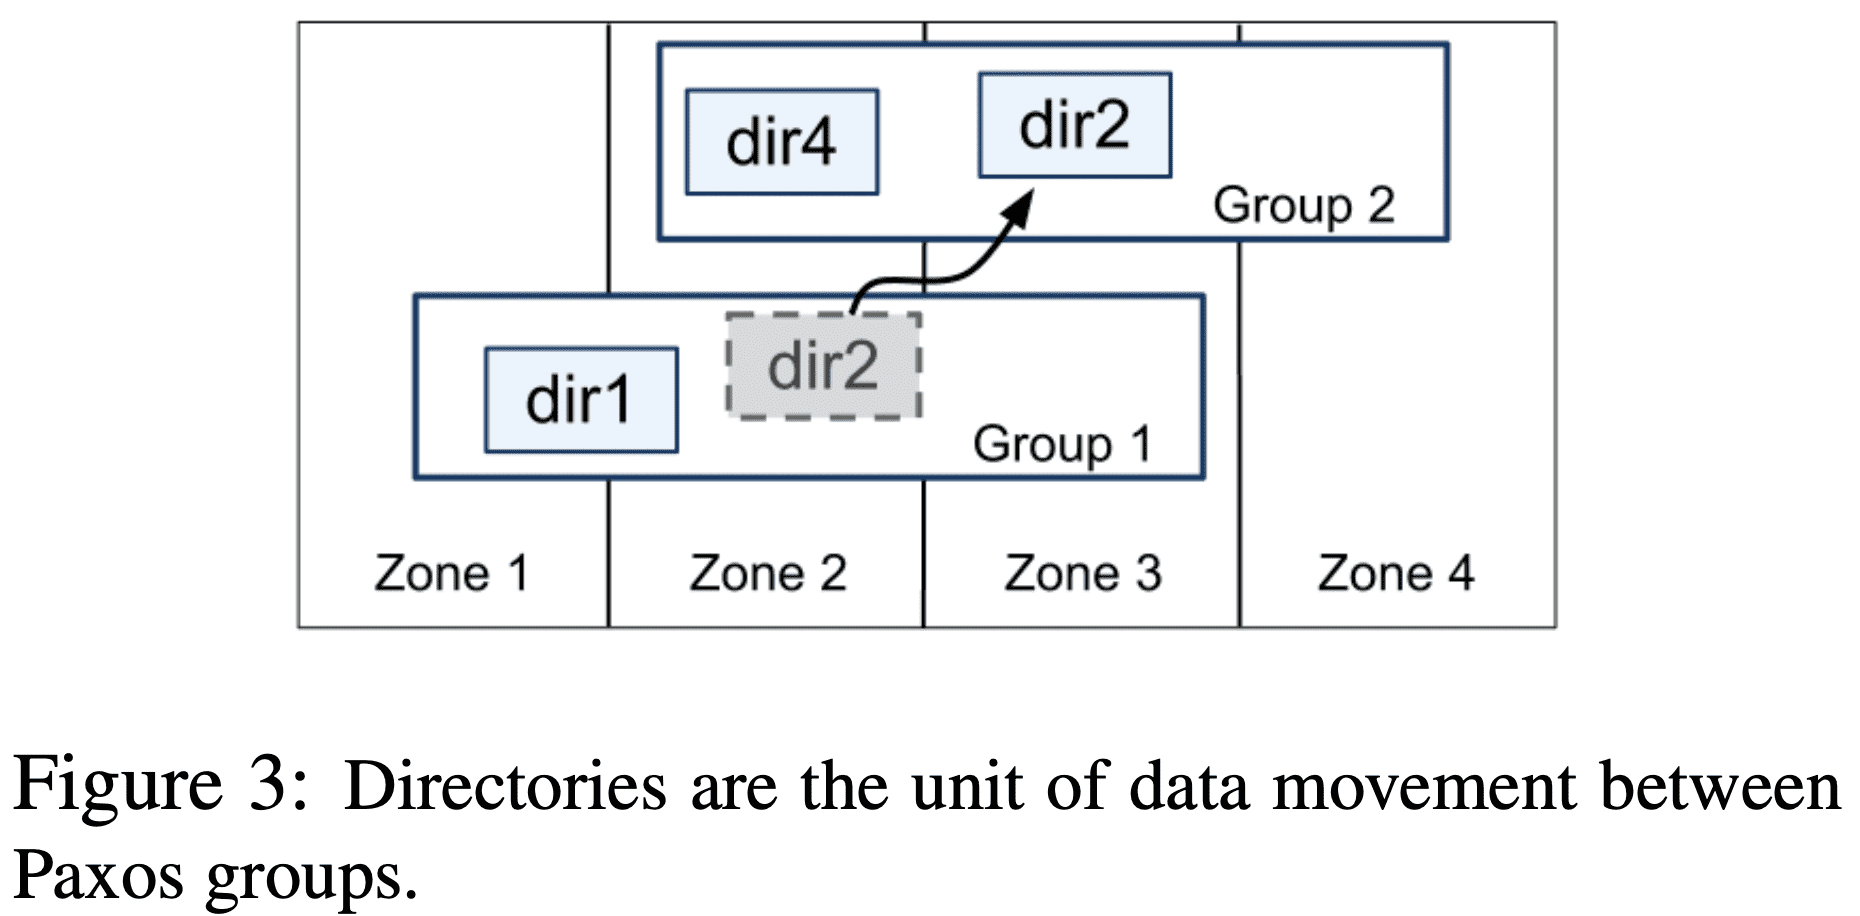 dir4
dir2
Group 2
dir1
dir2
Group 1
Zone 1
Zone 2
Zone 3
Zone 4
Figure 3: Directories are the unit of data movement between
Paxos groups.